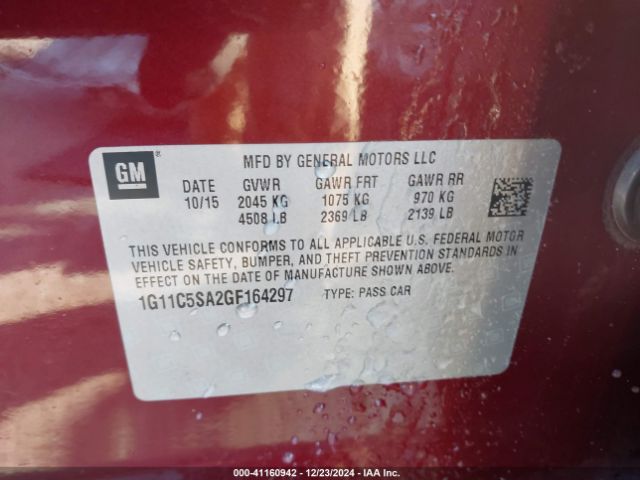 GM
MFD BY GENERAL MOTORS LLC
DATE GVWR GAWR FRT GAWR RR
10/15 2045 KG 1075 KG 970 KG
4508 LB 2369 LB 2139 LB
THIS VEHICLE CONFORMS TO ALL APPLICABLE U.S. FEDERAL MOTOR
VEHICLE SAFETY, BUMPER, AND THEFT PREVENTION STANDARDS IN
EFFECT ON THE DATE OF MANUFACTURE SHOWN ABOVE.
1G11C5SA2GF164297 TYPE: PASS CAR
000-41160942 - 12/23/2024 - IAA Inc.